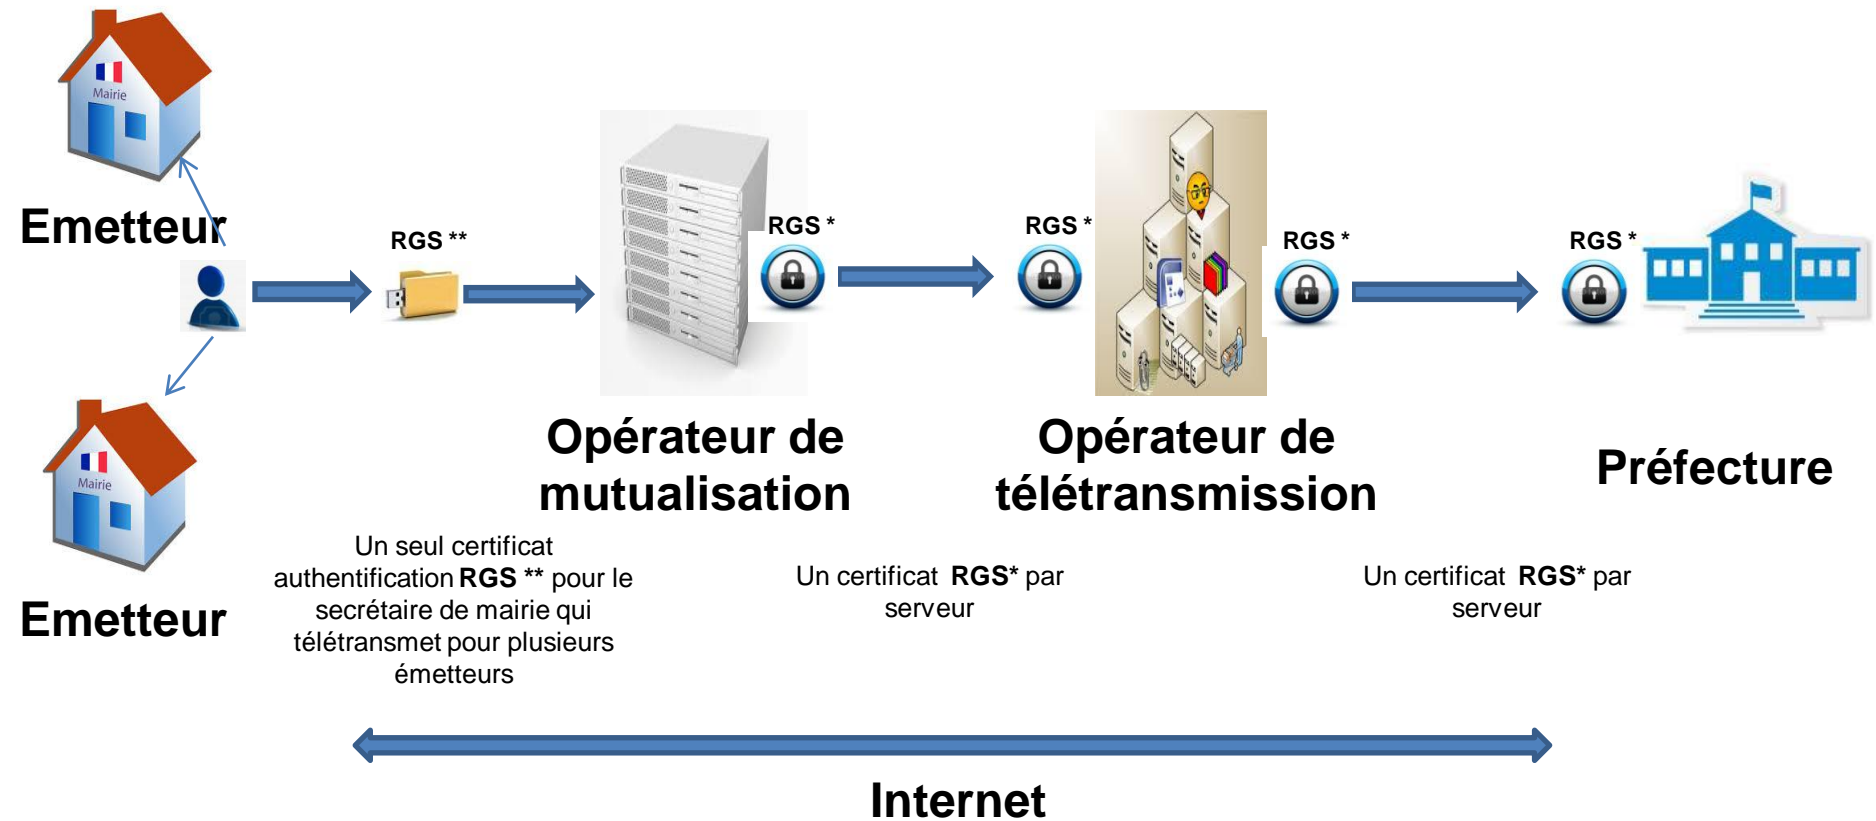 Mairie
Emetteur
RGS **
RGS *
RGS *
RGS *
RGS *
Opérateur de
mutualisation
Opérateur de
télétransmission
Préfecture
Mairie
Emetteur
Un seul certificat
authentification RGS ** pour le
secrétaire de mairie qui
télétransmet pour plusieurs
émetteurs
Un certificat RGS* par
serveur
Un certificat RGS* par
serveur
Internet